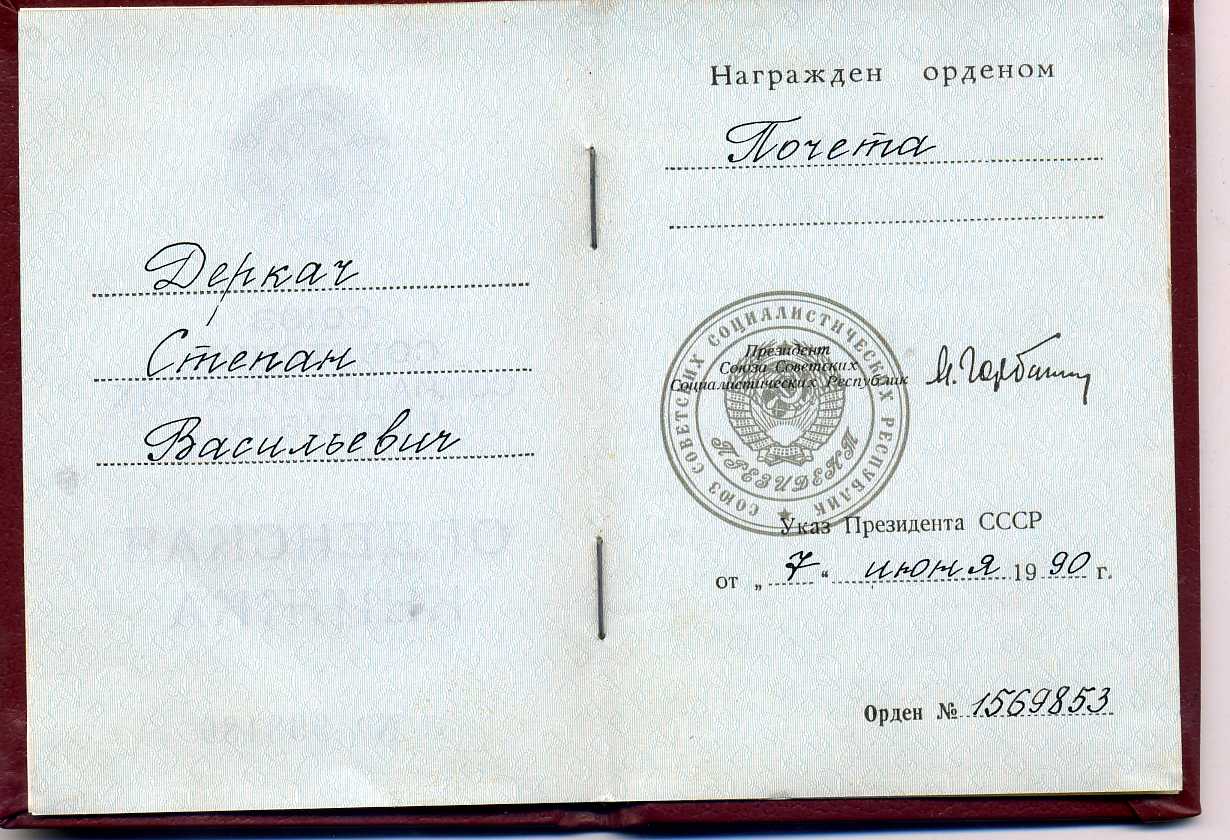 Деркач
Степан
Васильевич
Награжден орденом
Почета
СОЮЗ СОВЕТСКИХ СОЦИАЛИСТИЧЕСКИХ РЕСПУБЛИК
ПРЕЗИДЕНТ
Президент
Союза Советских
Социалистических Республик
М. Горбачев
Указ Президента СССР
от „ 7 “ июня 1990 г.
Орден № 1569853